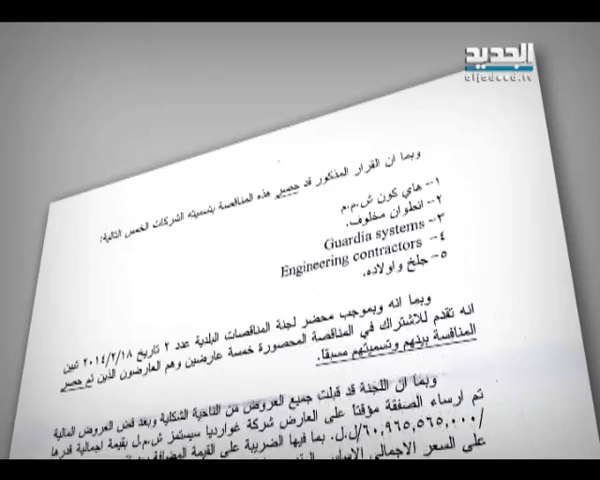 الجديد
aljadeed.tv
وبما ان القرار المذكور قد حصر هذه المناقصة بتسميته الشركات الخمس التالية:
١- هاي كون ش.م.م
٢- انطوان مخلوف.
٣- Guardia systems
٤- Engineering contractors
٥- جلخ واولاده.
وبما انه وبموجب محضر لجنة المناقصات البلدية عدد ٢ تاريخ ٢٠١٤/٢/١٨ تبين
انه تقدم للاشتراك في المناقصة المحصورة خمسة عارضين وهم العارضون الذين تم حصر
المنافسة بينهم وتسميتهم مسبقا.
وبما ان اللجنة قد قبلت جميع العروض من الناحية الشكلية وبعد فض العروض المالية
تم ارساء الصفقة مؤقتا على العارض شركة غوارديا سيستمز ش.م.ل بقيمة اجمالية قدرها
/٦٠,٩٦٥,٥٦٥,٠٠٠/ل.ل. بما فيها الضريبة على القيمة المضافة
على السعر الاجمالي